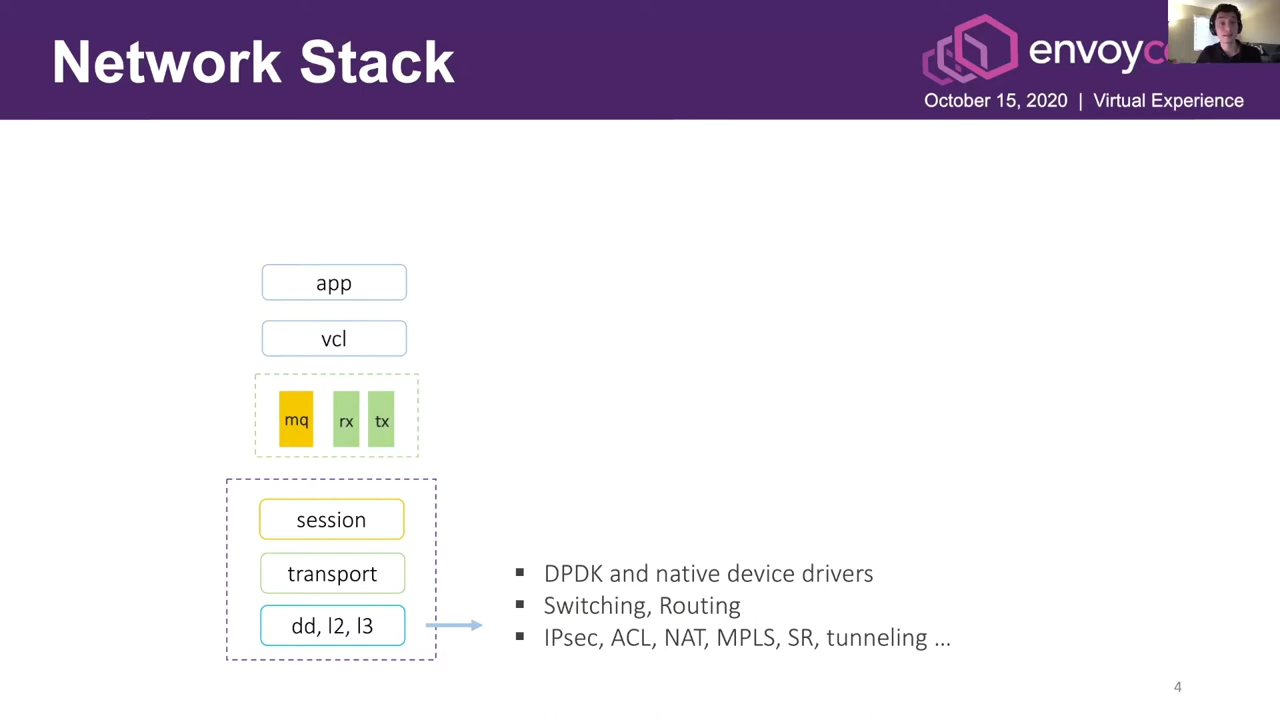 Network Stack
envoyc
October 15, 2020 | Virtual Experience
app
vcl
mq rx tx
session
transport
dd, l2, l3
▪ DPDK and native device drivers
▪ Switching, Routing
▪ IPsec, ACL, NAT, MPLS, SR, tunneling ...
4